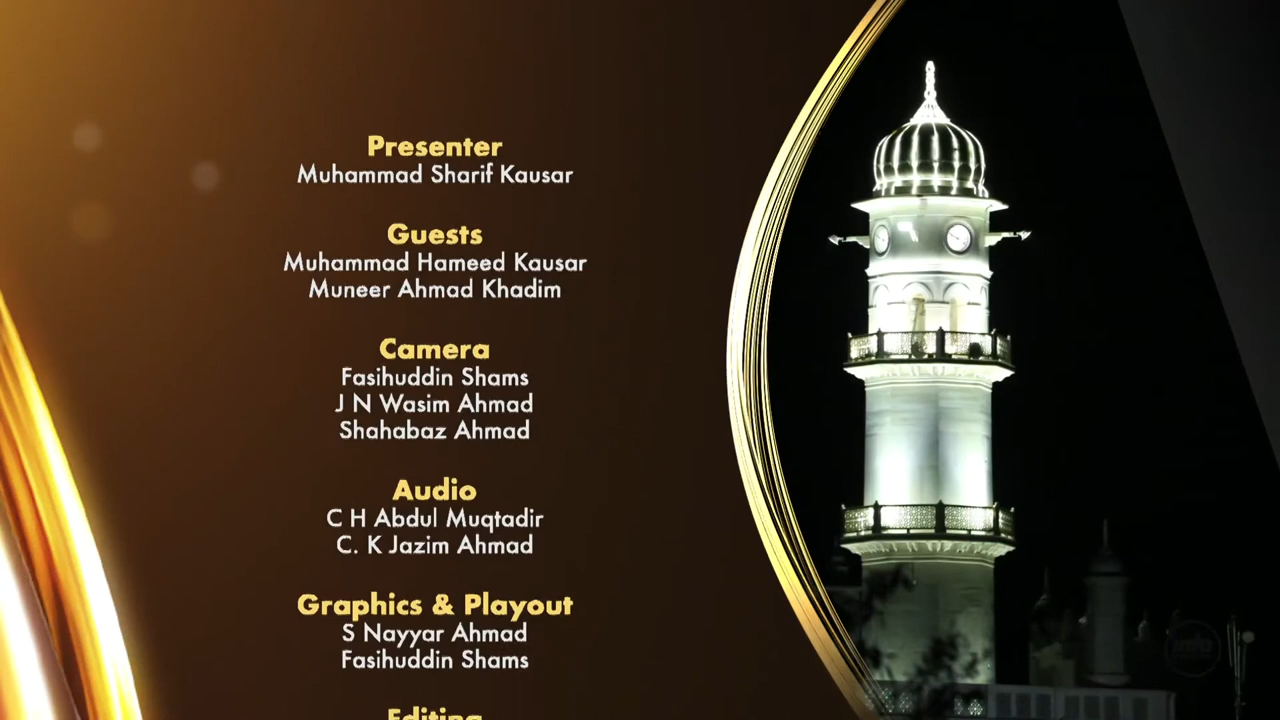 Presenter
Muhammad Sharif Kausar
Guests
Muhammad Hameed Kausar
Muneer Ahmad Khadim
Camera
Fasihuddin Shams
J N Wasim Ahmad
Shahabaz Ahmad
Audio
C H Abdul Muqtadir
C. K Jazim Ahmad
Graphics & Playout
S Nayyar Ahmad
Fasihuddin Shams
Editing